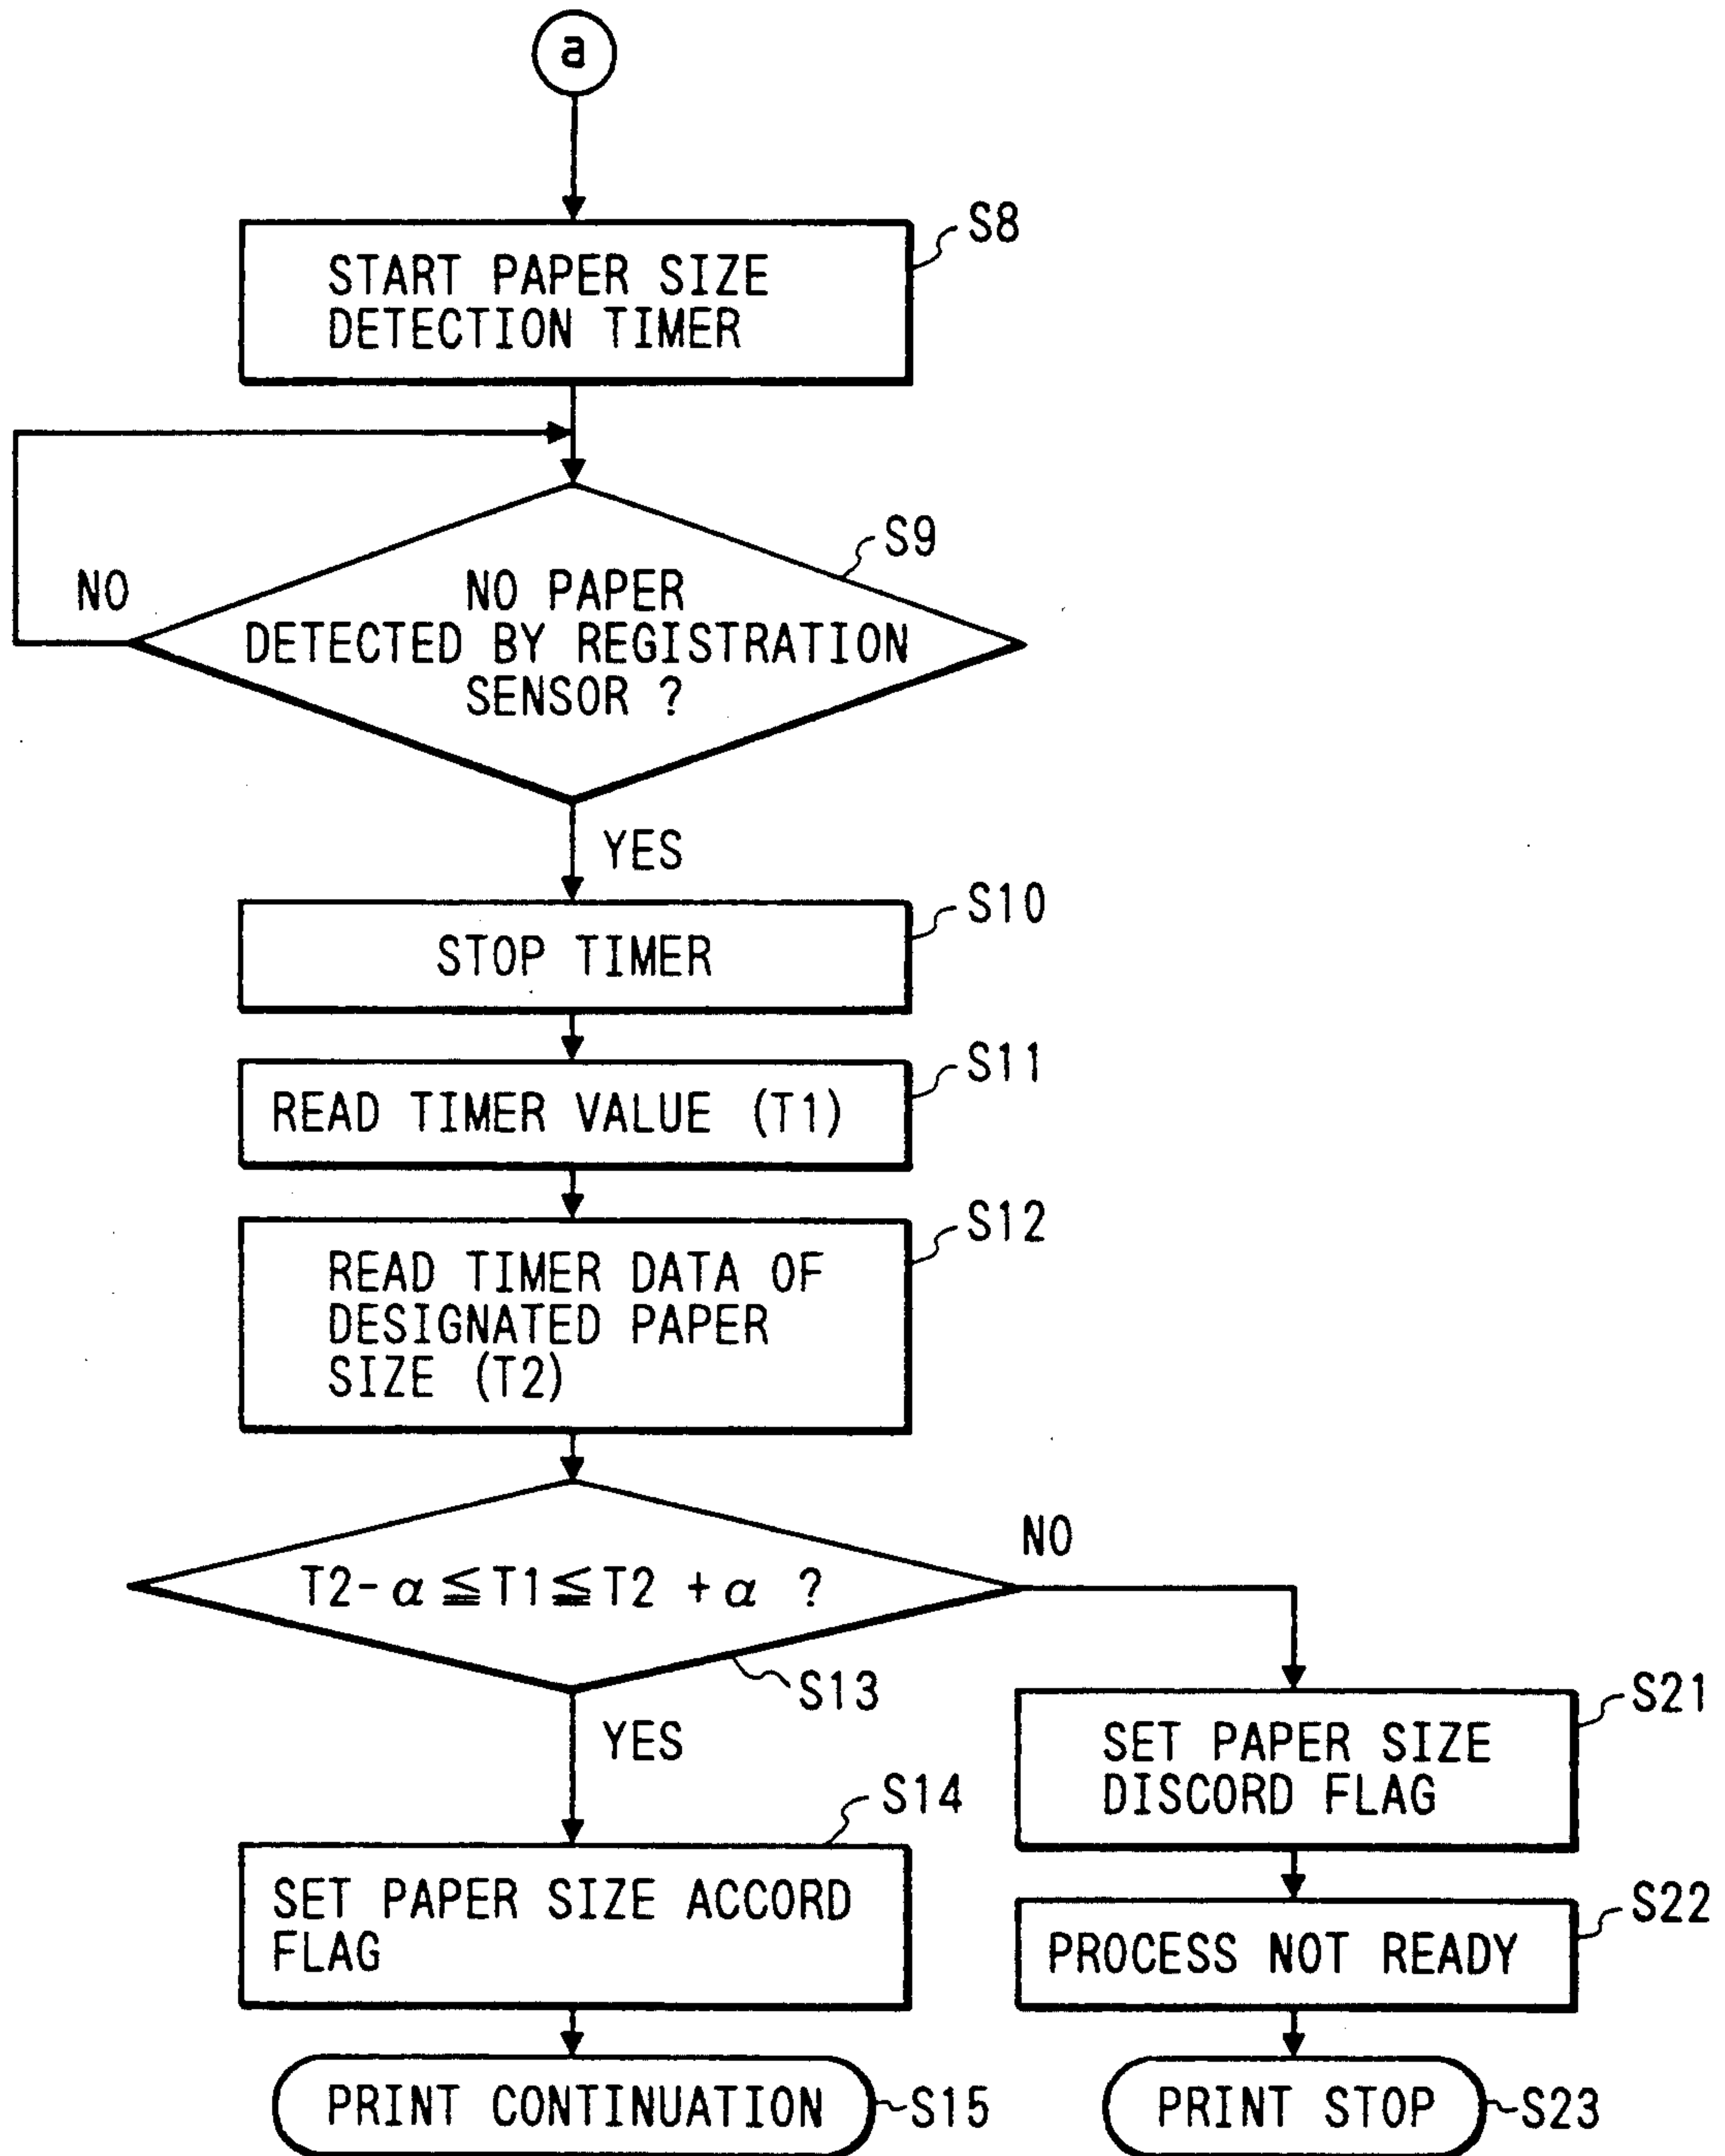 a
S8
START PAPER SIZE
DETECTION TIMER
S9
NO
NO PAPER
DETECTED BY REGISTRATION
SENSOR ?
YES
S10
STOP TIMER
S11
READ TIMER VALUE (T1)
S12
READ TIMER DATA OF
DESIGNATED PAPER
SIZE (T2)
NO
T2-α≦T1≦T2 +α ?
S13
YES
S21
SET PAPER SIZE
DISCORD FLAG
S14
SET PAPER SIZE ACCORD
FLAG
S22
PROCESS NOT READY
PRINT CONTINUATION
S15
PRINT STOP
S23